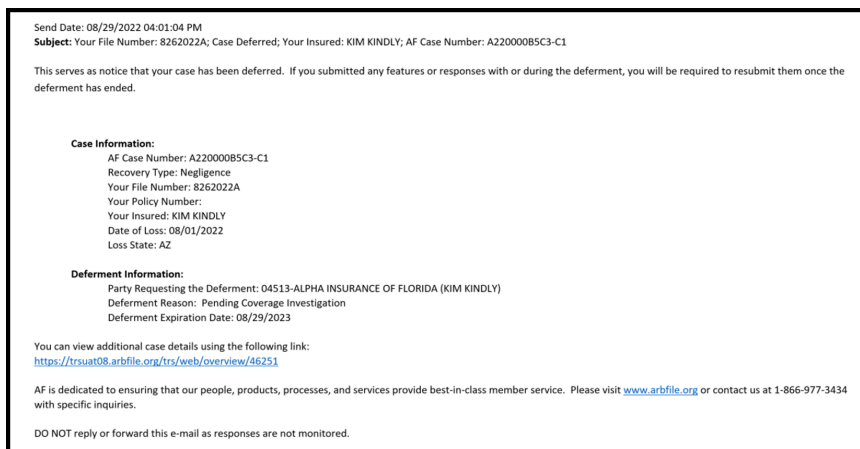 Send Date: 08/29/2022 04:01:04 PM
Subject: Your File Number: 8262022A; Case Deferred; Your Insured: KIM KINDLY; AF Case Number: A220000B5C3-C1
This serves as notice that your case has been deferred.  If you submitted any features or responses with or during the deferment, you will be required to resubmit them once the
deferment has ended.
Case Information:
AF Case Number: A220000B5C3-C1
Recovery Type: Negligence
Your File Number: 8262022A
Your Policy Number:
Your Insured: KIM KINDLY
Date of Loss: 08/01/2022
Loss State: AZ
Deferment Information:
Party Requesting the Deferment: 04513-ALPHA INSURANCE OF FLORIDA (KIM KINDLY)
Deferment Reason:  Pending Coverage Investigation
Deferment Expiration Date: 08/29/2023
You can view additional case details using the following link:
https://trsuat08.arbfile.org/trs/web/overview/46251
AF is dedicated to ensuring that our people, products, processes, and services provide best-in-class member service.  Please visit www.arbfile.org or contact us at 1-866-977-3434
with specific inquiries.
DO NOT reply or forward this e-mail as responses are not monitored.